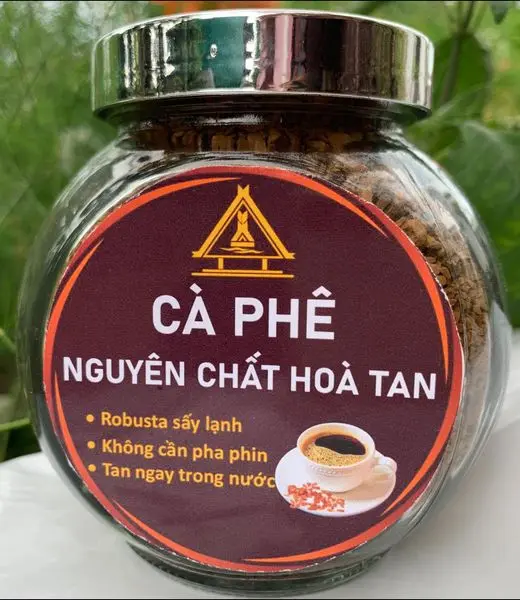 CÀ PHÊ
NGUYÊN CHẤT HOÀ TAN
• Robusta sấy lạnh
• Không cần pha phin
• Tan ngay trong nước